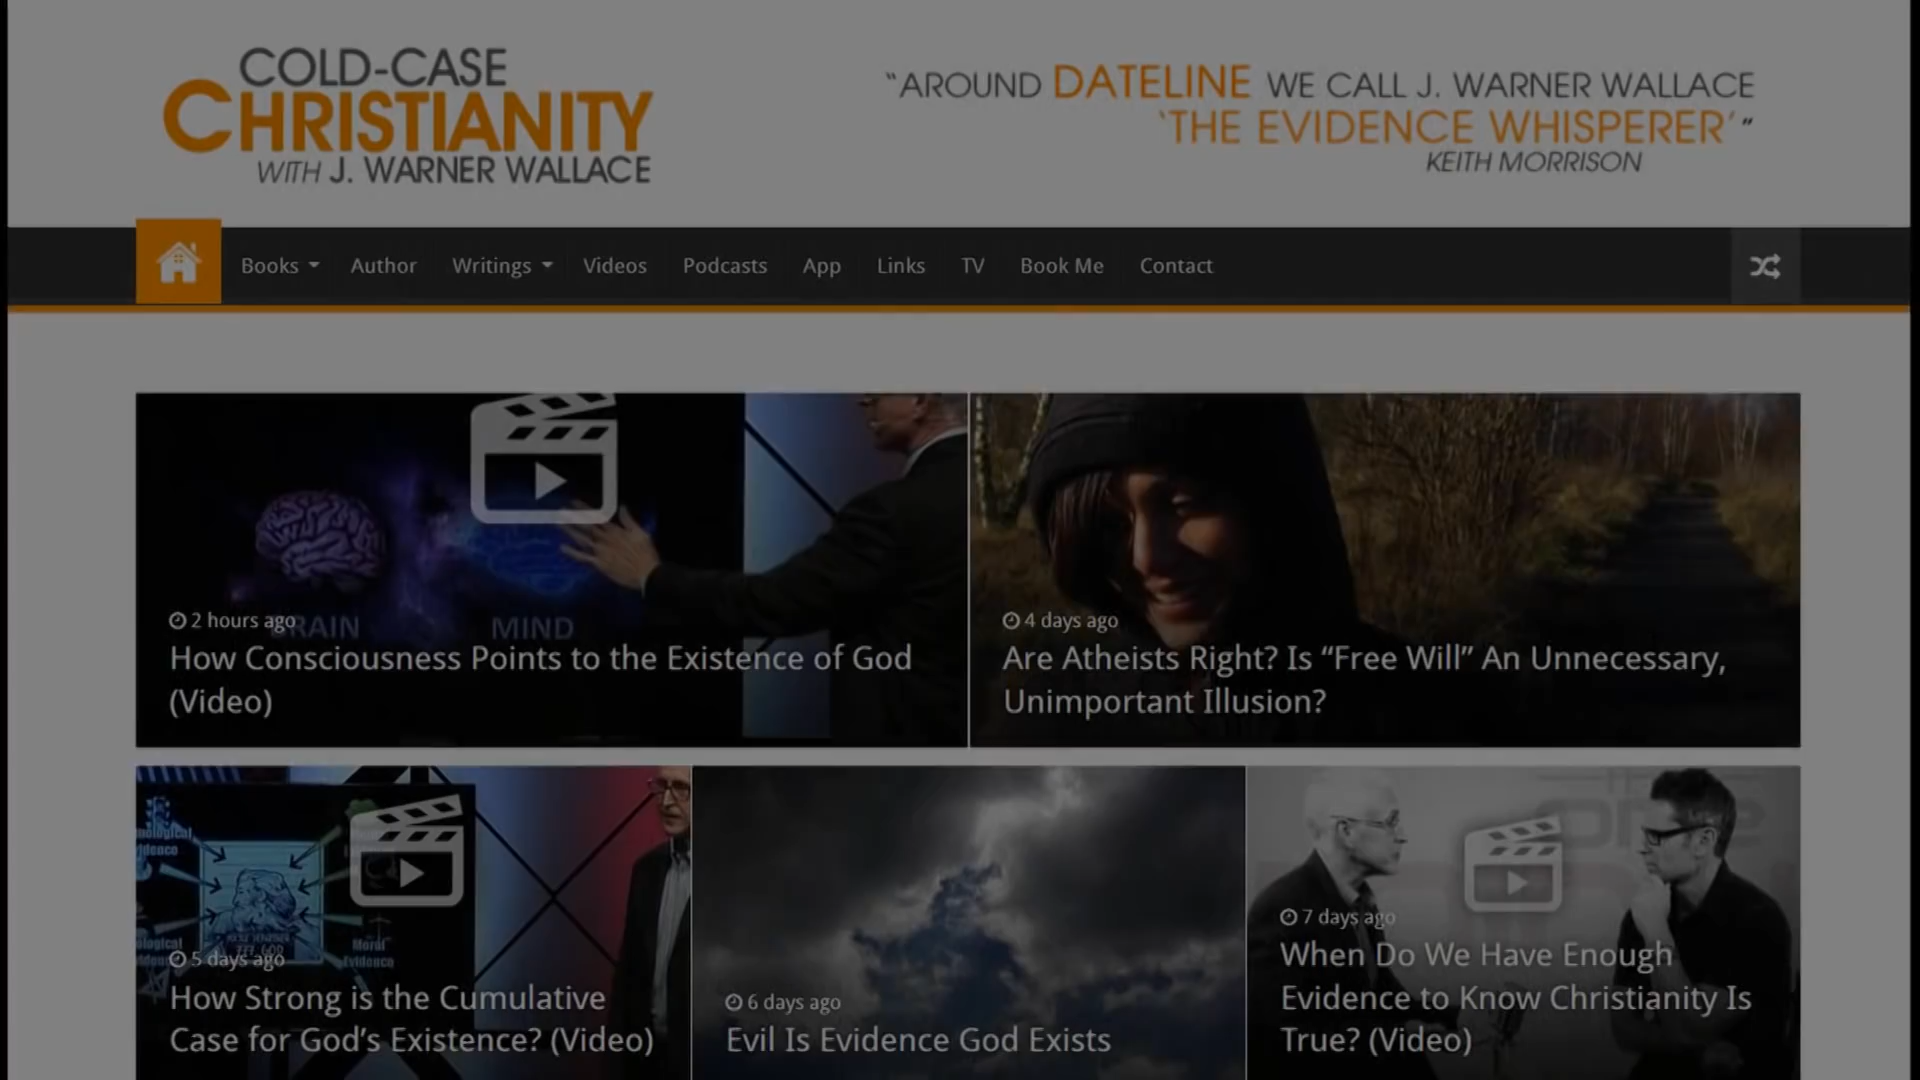 COLD-CASE
CHRISTIANITY
WITH J. WARNER WALLACE
“AROUND DATELINE WE CALL J. WARNER WALLACE
‘THE EVIDENCE WHISPERER’”
KEITH MORRISON
Books Author Writings Videos Podcasts App Links TV Book Me Contact
BRAIN MIND
2 hours ago
How Consciousness Points to the Existence of God
(Video)
4 days ago
Are Atheists Right? Is “Free Will” An Unnecessary,
Unimportant Illusion?
Moral
Evidence
5 days ago
How Strong is the Cumulative
Case for God’s Existence? (Video)
6 days ago
Evil Is Evidence God Exists
7 days ago
When Do We Have Enough
Evidence to Know Christianity Is
True? (Video)